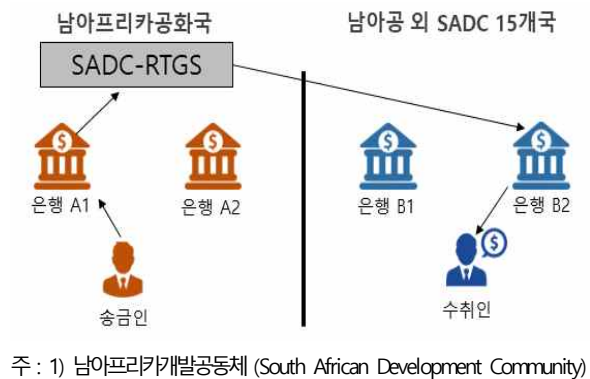 남아프리카공화국
남아공 외 SADC 15개국
SADC-RTGS
은행 A1
은행 A2
은행 B1
은행 B2
송금인
수취인
주 : 1) 남아프리카개발공동체 (South African Development Community)